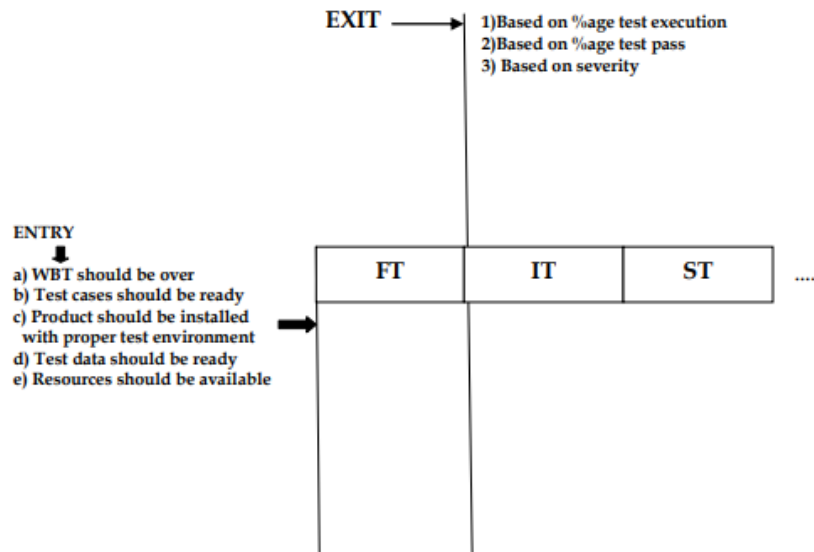 EXIT
1)Based on %age test execution
2)Based on %age test pass
3) Based on severity
ENTRY
a) WBT should be over
b) Test cases should be ready
c) Product should be installed
with proper test environment
d) Test data should be ready
e) Resources should be available
FT
IT
ST
....